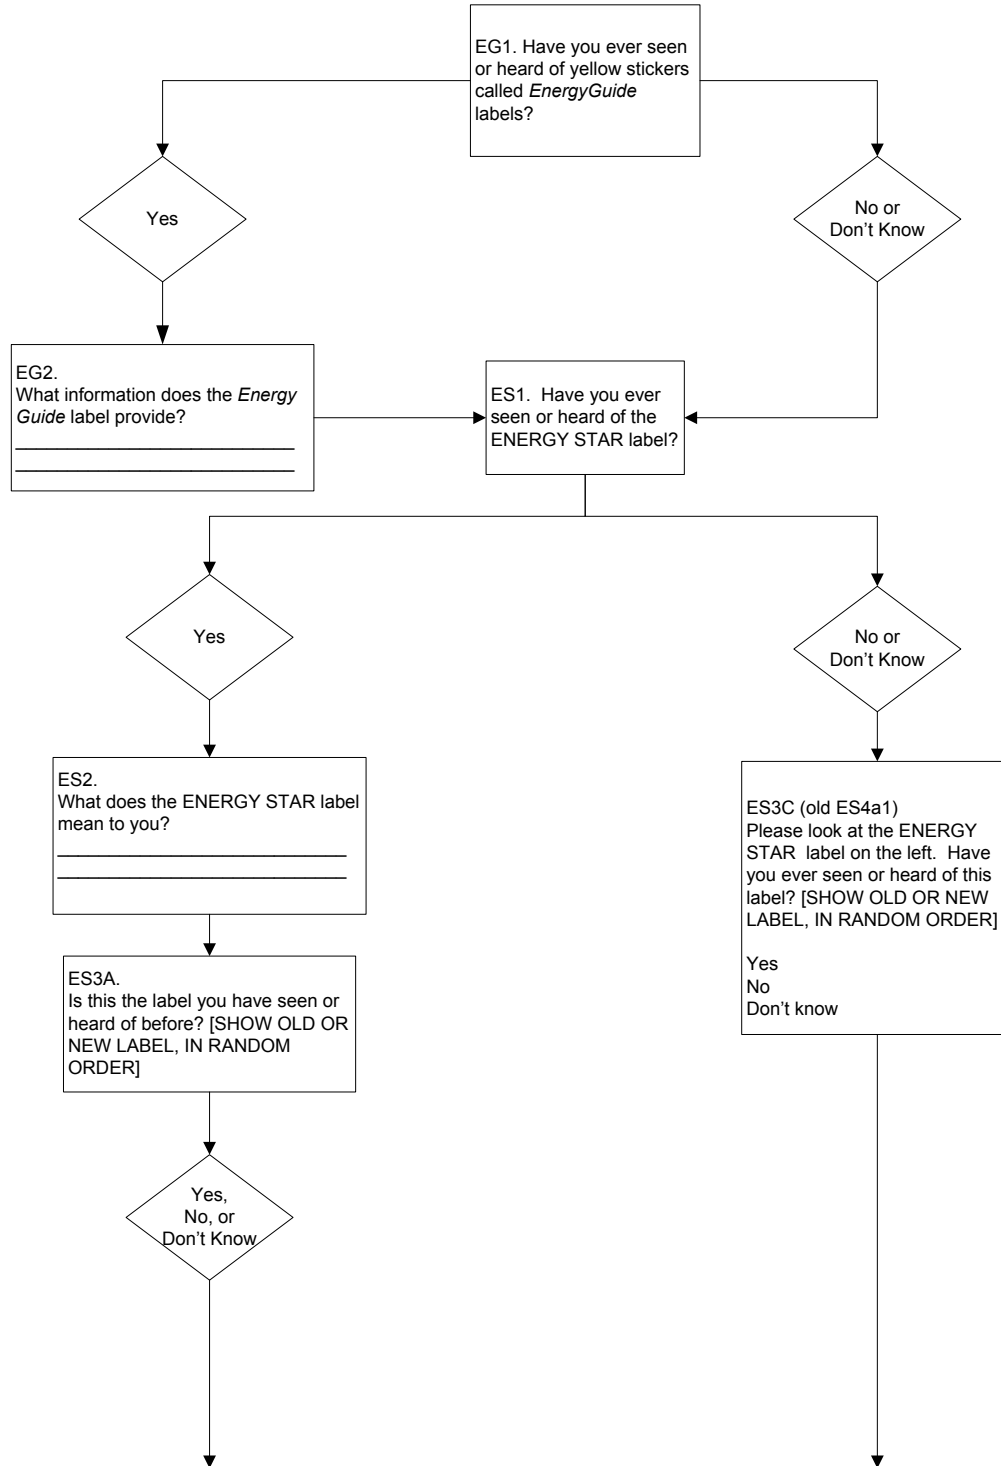 EG1. Have you ever seen
or heard of yellow stickers
called EnergyGuide
labels?
Yes
No or
Don't Know
EG2.
What information does the Energy
Guide label provide?
ES1.  Have you ever
seen or heard of the
ENERGY STAR label?
Yes
No or
Don't Know
ES2.
What does the ENERGY STAR label
mean to you?
ES3A.
Is this the label you have seen or
heard of before? [SHOW OLD OR
NEW LABEL, IN RANDOM
ORDER]
Yes,
No, or
Don't Know
ES3C (old ES4a1)
Please look at the ENERGY
STAR  label on the left.  Have
you ever seen or heard of this
label? [SHOW OLD OR NEW
LABEL, IN RANDOM ORDER]
Yes
No
Don't know